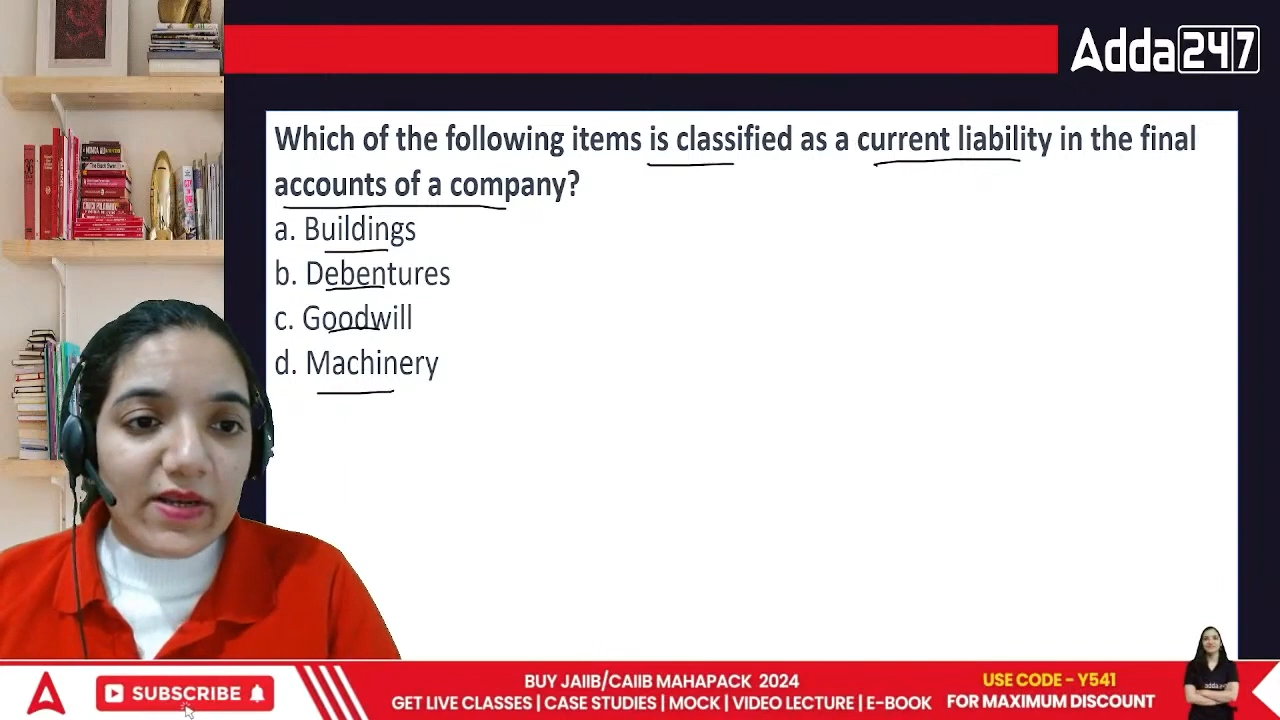 Adda247
Which of the following items is classified as a current liability in the final
accounts of a company?
a. Buildings
b. Debentures
c. Goodwill
d. Machinery
SUBSCRIBE
BUY JAIIB/CAIIB MAHAPACK 2024
GET LIVE CLASSES | CASE STUDIES | MOCK | VIDEO LECTURE | E-BOOK
USE CODE - Y541
FOR MAXIMUM DISCOUNT